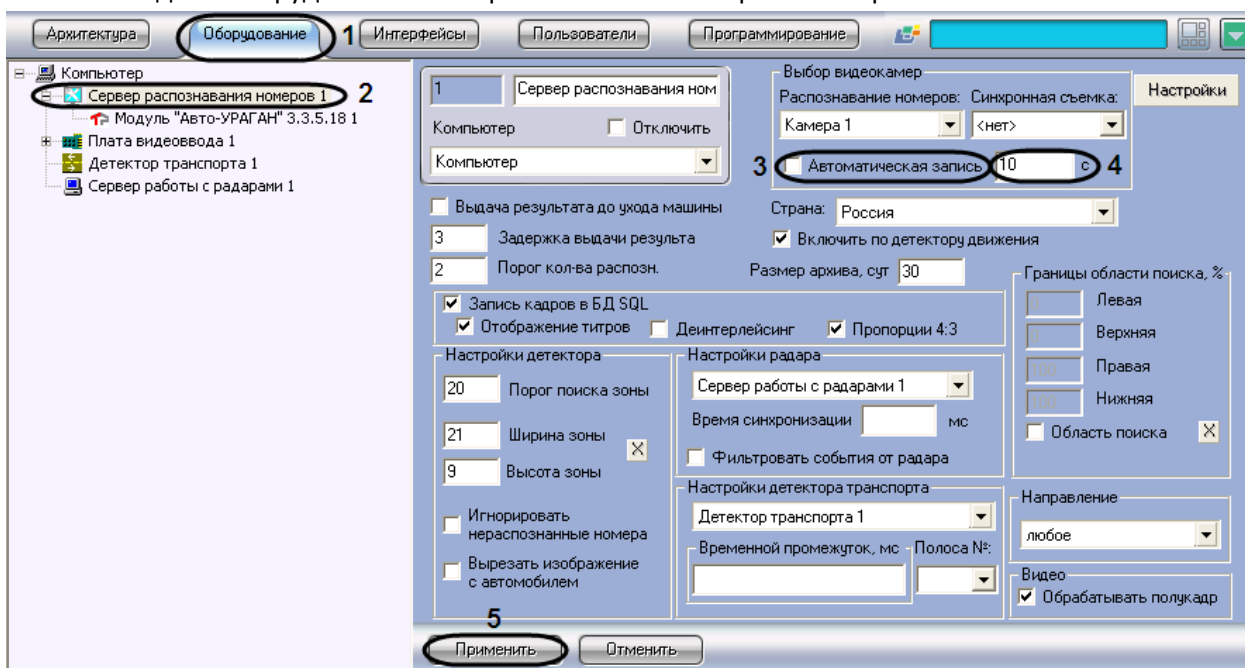 Архитектура Оборудование 1 Интерфейсы Пользователи Программирование
Компьютер
Сервер распознавания номеров 1 2
Модуль "Авто-УРАГАН" 3.3.5.18 1
Плата видеоввода 1
Детектор транспорта 1
Сервер работы с радарами 1
1 Сервер распознавания ном
Компьютер Отключить
Компьютер
Выбор видеокамер
Распознавание номеров: Синхронная съемка:
Камера 1 <нет>
3 Автоматическая запись 10 с 4
Настройки
Выдача результата до ухода машины
3 Задержка выдачи результа
2 Порог кол-ва распозн.
Страна: Россия
Включить по детектору движения
Размер архива, сут 30
Запись кадров в БД SQL
Отображение титров Деинтерлейсинг Пропорции 4:3
Границы области поиска, %
0 Левая
0 Верхняя
100 Правая
100 Нижняя
Область поиска X
Настройки детектора
20 Порог поиска зоны
21 Ширина зоны
X
9 Высота зоны
Игнорировать
нераспознанные номера
Вырезать изображение
с автомобилем
Настройки радара
Сервер работы с радарами 1
Время синхронизации мс
Фильтровать события от радара
Настройки детектора транспорта
Детектор транспорта 1
Временной промежуток, мс Полоса №:
Направление
любое
Видео
Обрабатывать полукадр
5
Применить Отменить